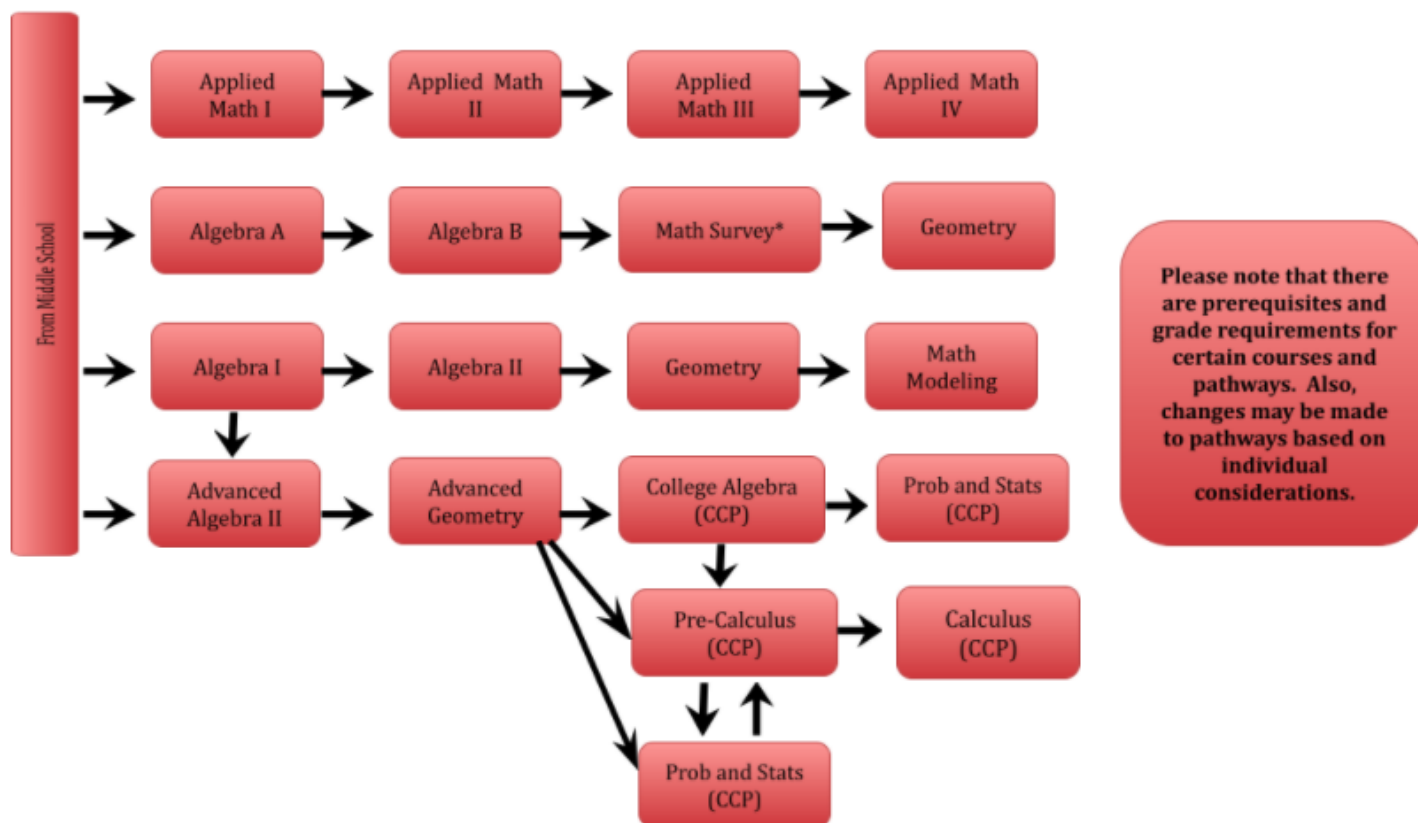 From Middle School
Applied
Math I
Applied Math
II
Applied
Math III
Applied Math
IV
Algebra A
Algebra B
Math Survey*
Geometry
Algebra I
Algebra II
Geometry
Math
Modeling
Advanced
Algebra II
Advanced
Geometry
College Algebra
(CCP)
Prob and Stats
(CCP)
Pre-Calculus
(CCP)
Calculus
(CCP)
Prob and Stats
(CCP)
Please note that there
are prerequisites and
grade requirements for
certain courses and
pathways. Also,
changes may be made
to pathways based on
individual
considerations.